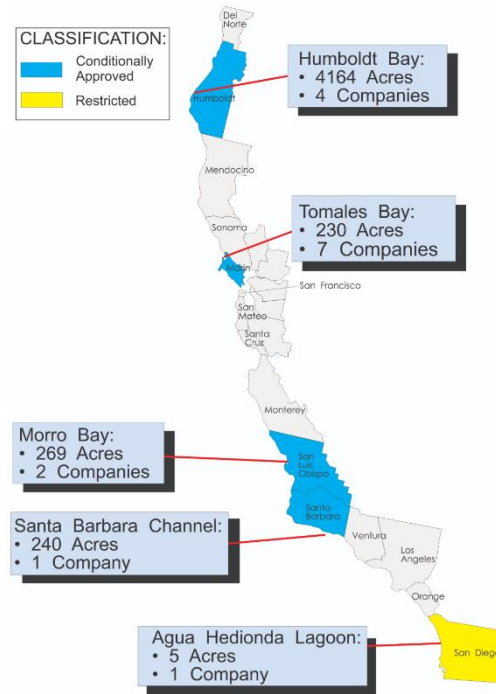 Del
Norte
CLASSIFICATION:
Conditionally
Approved
Restricted
Humboldt Bay:
• 4164 Acres
• 4 Companies
Humboldt
Mendocino
Sonoma
Tomales Bay:
• 230 Acres
• 7 Companies
Marin
San Francisco
San
Mateo
Santa
Cruz
Monterey
Morro Bay:
• 269 Acres
• 2 Companies
San
Luis
Obispo
Santa
Barbara
Santa Barbara Channel:
• 240 Acres
• 1 Company
Ventura
Los
Angeles
Orange
Agua Hedionda Lagoon:
• 5 Acres
• 1 Company
San Diego